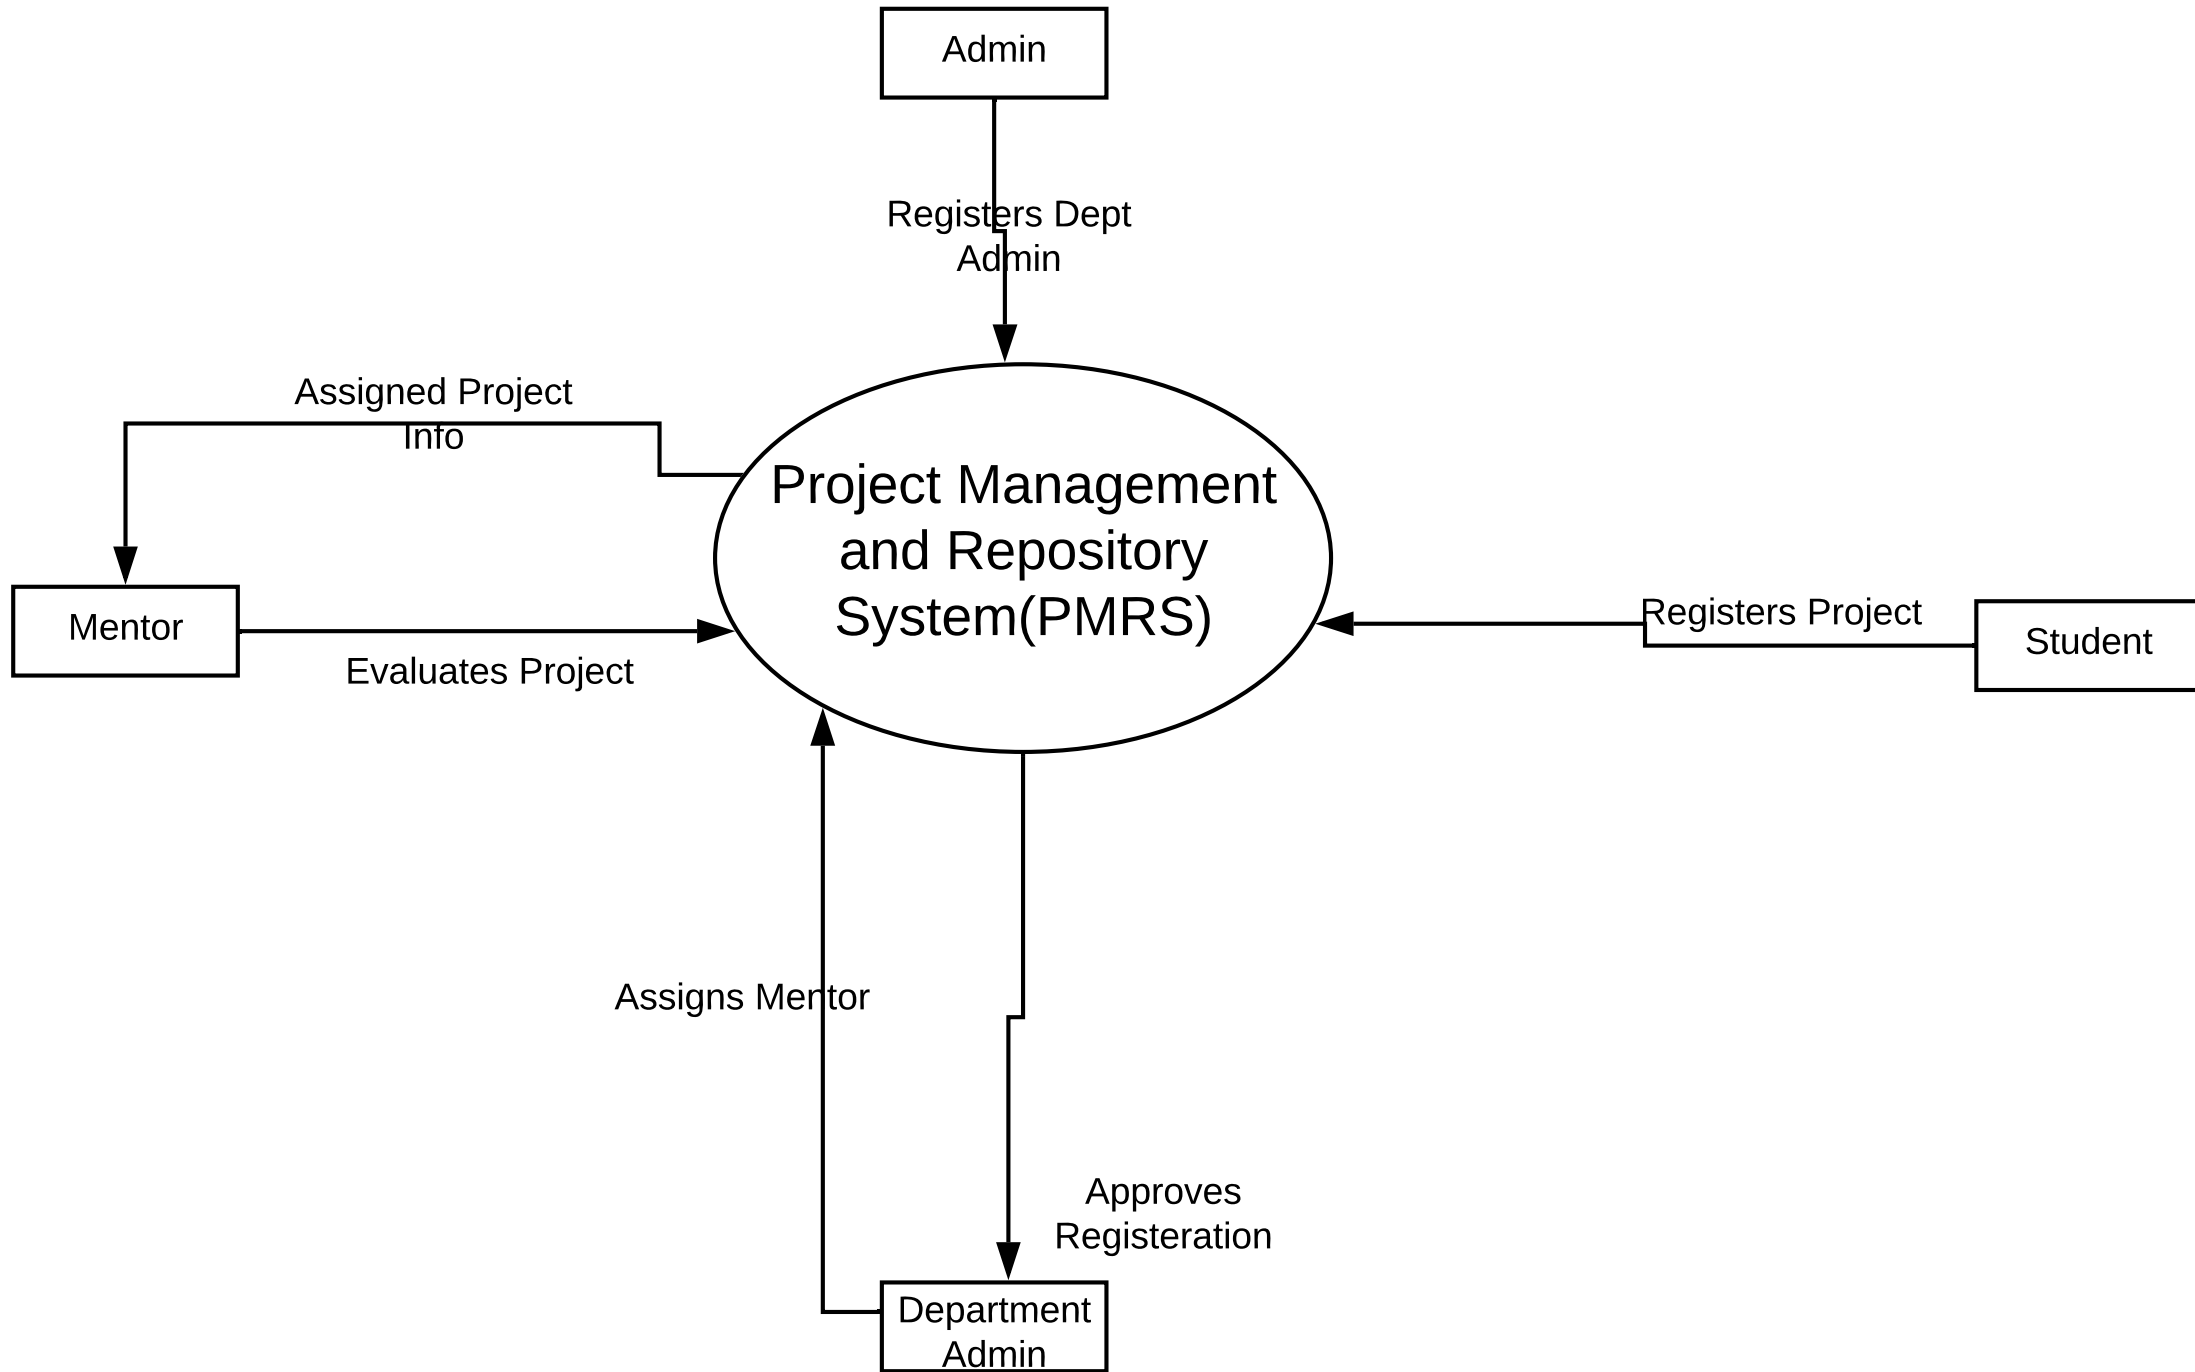 Admin
Registers Dept
Admin
Assigned Project
Info
Project Management
and Repository
System(PMRS)
Mentor
Evaluates Project
Registers Project
Student
Assigns Mentor
Approves
Registeration
Department
Admin